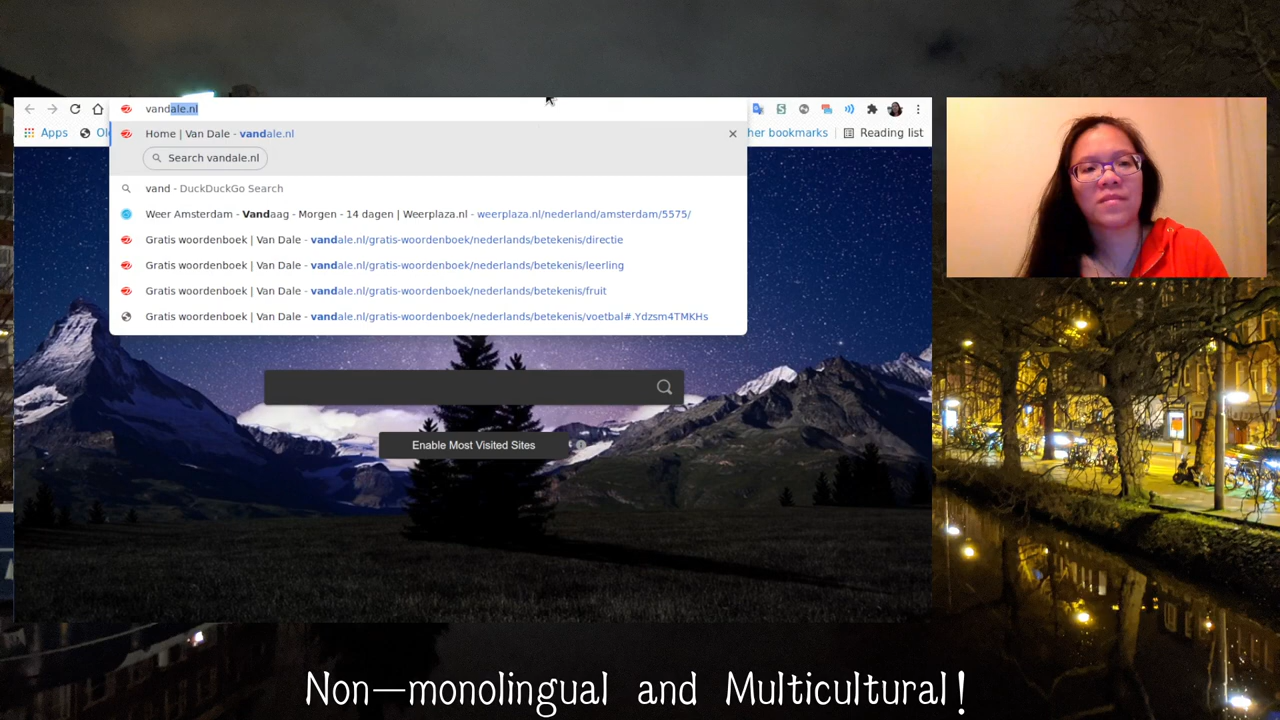 vandale.nl
Apps
Ol
her bookmarks
Reading list
Home | Van Dale - vandale.nl
Search vandale.nl
vand - DuckDuckGo Search
Weer Amsterdam - Vandaag - Morgen - 14 dagen | Weerplaza.nl - weerplaza.nl/nederland/amsterdam/5575/
Gratis woordenboek | Van Dale - vandale.nl/gratis-woordenboek/nederlands/betekenis/directie
Gratis woordenboek | Van Dale - vandale.nl/gratis-woordenboek/nederlands/betekenis/leerling
Gratis woordenboek | Van Dale - vandale.nl/gratis-woordenboek/nederlands/betekenis/fruit
Gratis woordenboek | Van Dale - vandale.nl/gratis-woordenboek/nederlands/betekenis/voetbal#.Ydzsm4TMKHs
Enable Most Visited Sites
Non-monolingual and Multicultural!